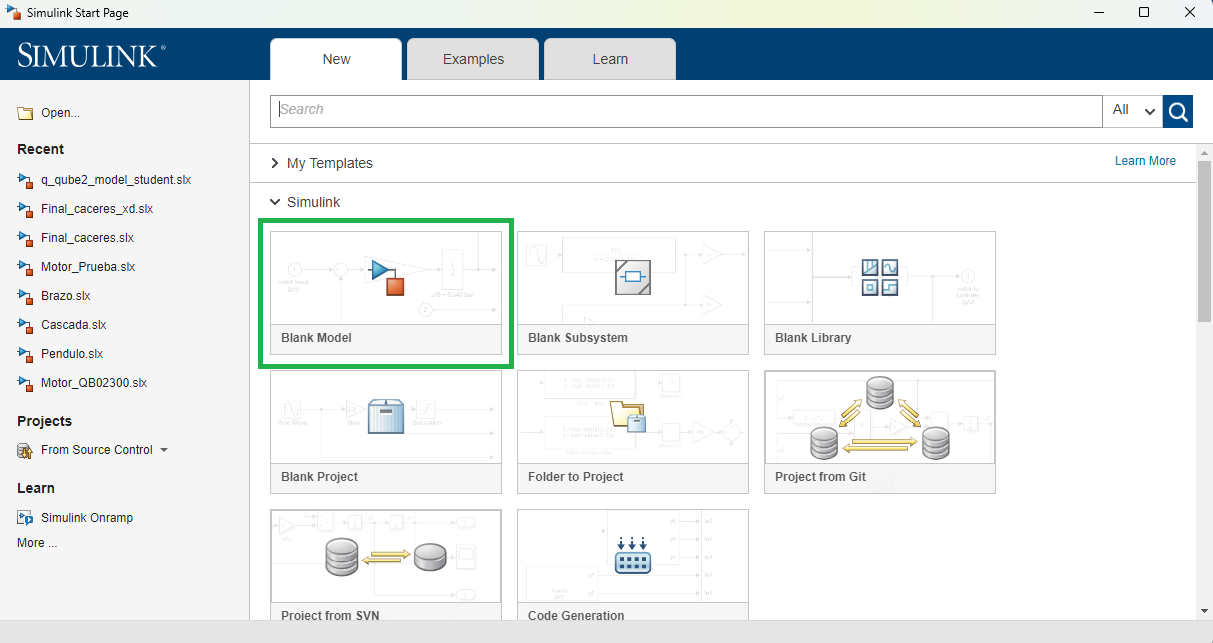 Simulink Start Page
SIMULINK®
New
Examples
Learn
Open...
Recent
q_qube2_model_student.slx
Final_caceres_xd.slx
Final_caceres.slx
Motor_Prueba.slx
Brazo.slx
Cascada.slx
Pendulo.slx
Motor_QB02300.slx
Projects
From Source Control
Learn
Simulink Onramp
More ...
Search
All
My Templates
Learn More
Simulink
Blank Model
Blank Subsystem
Blank Library
Blank Project
Folder to Project
Project from Git
Project from SVN
Code Generation